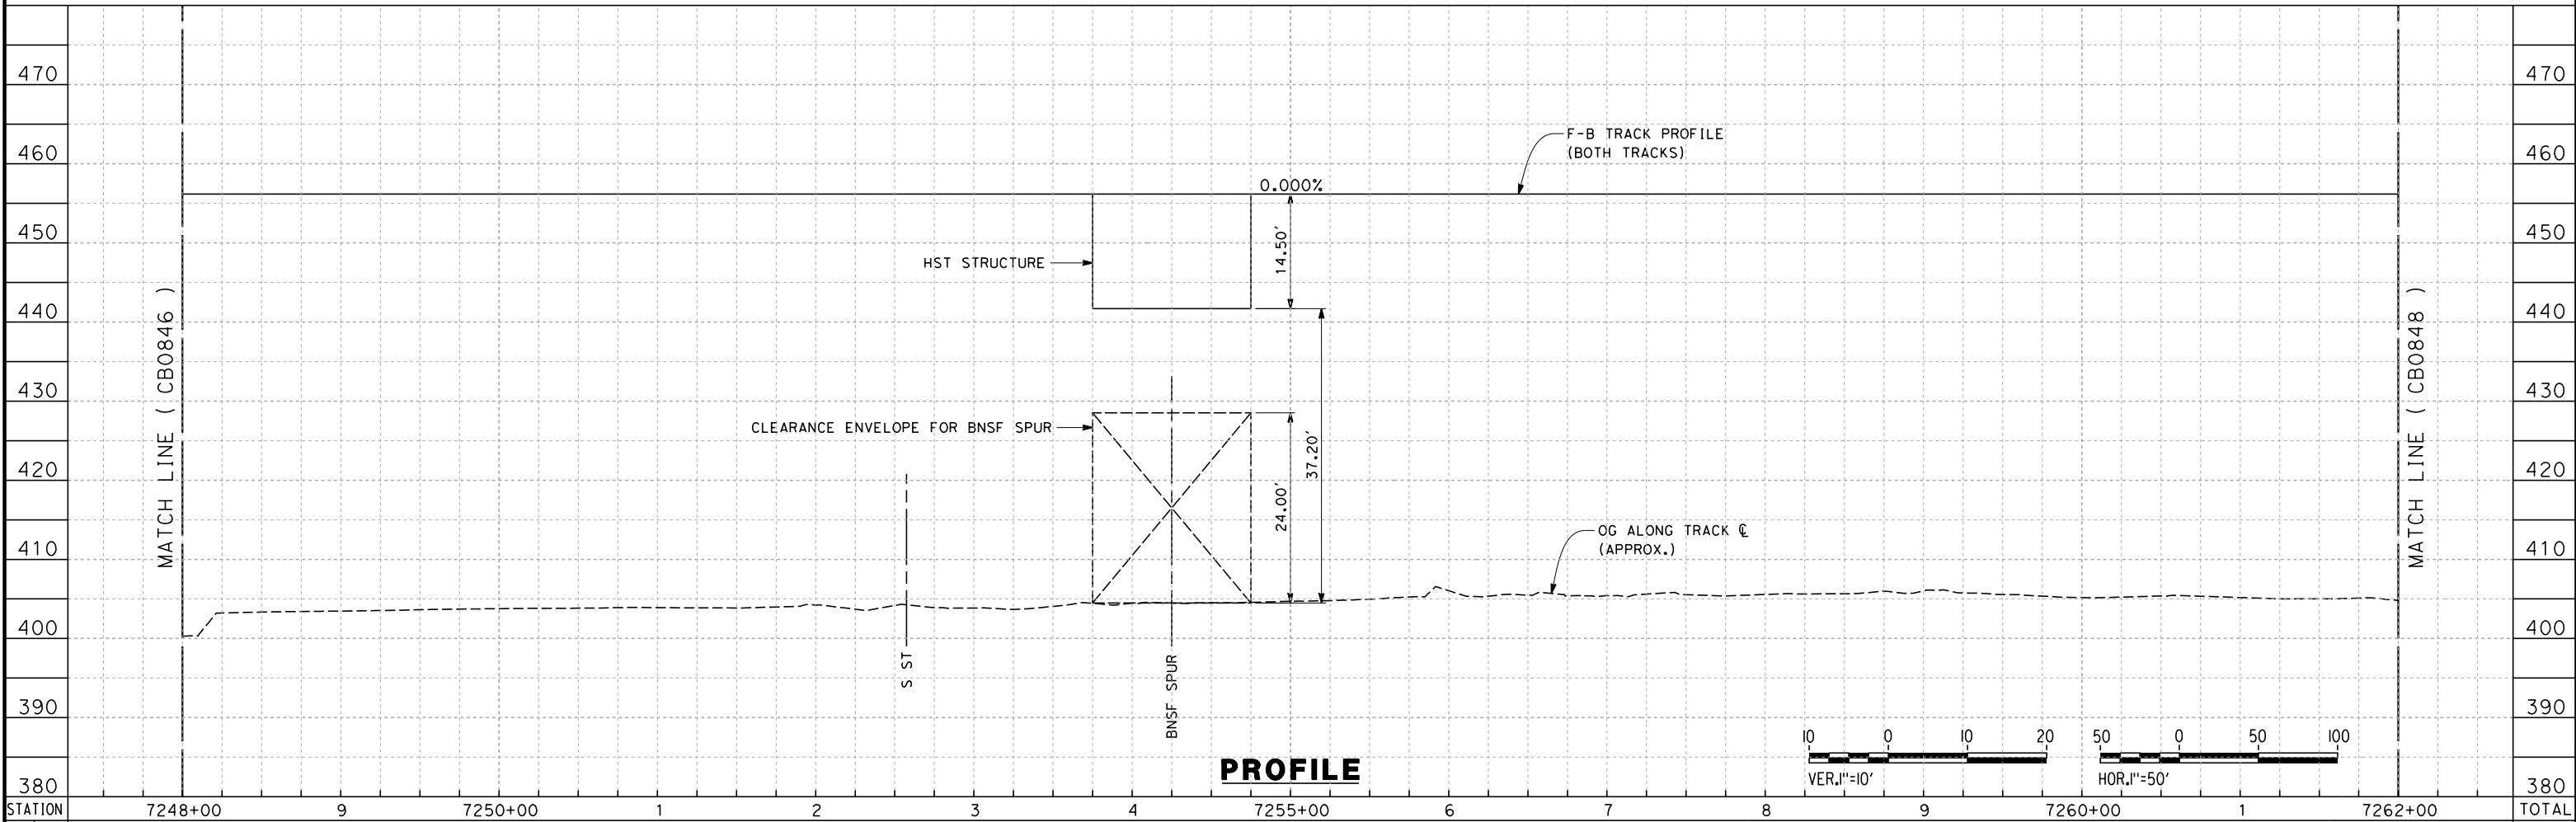 470
470
F-B TRACK PROFILE
(BOTH TRACKS)
460
460
0.000%
450
450
14.50'
HST STRUCTURE
440
440
MATCH LINE ( CB0846 )
MATCH LINE ( CB0848 )
430
430
CLEARANCE ENVELOPE FOR BNSF SPUR
37.20'
420
420
24.00'
OG ALONG TRACK ℄
(APPROX.)
410
410
400
400
S ST
BNSF SPUR
390
390
10 0 10 20
50 0 50 100
VER.1"=10'
HOR.1"=50'
PROFILE
380
380
STATION 7248+00 9 7250+00 1 2 3 4 7255+00 6 7 8 9 7260+00 1 7262+00 TOTAL